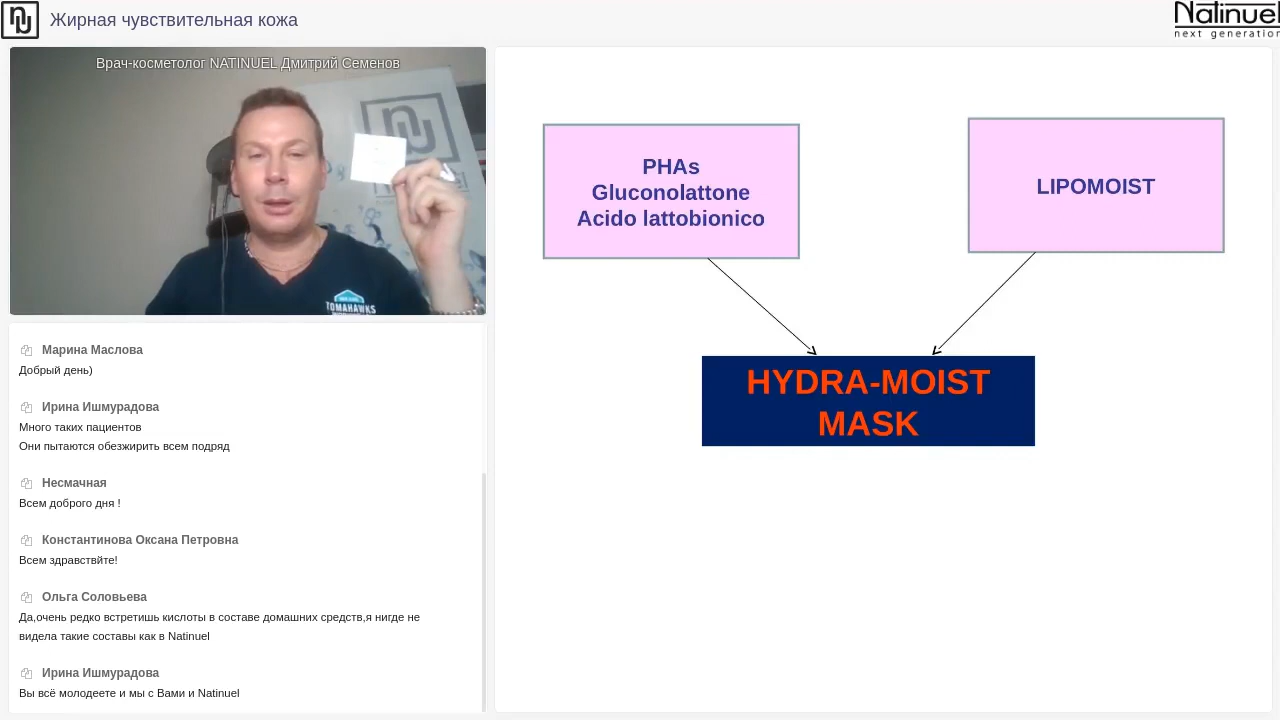 Жирная чувствительная кожа
Natinuel
next generation
Врач-косметолог NATINUEL Дмитрий Семенов
TOMAHAWKS
PHAs
Gluconolattone
Acido lattobionico
LIPOMOIST
HYDRA-MOIST
MASK
Марина Маслова
Добрый день)
Ирина Ишмурадова
Много таких пациентов
Они пытаются обезжирить всем подряд
Несмачная
Всем доброго дня !
Константинова Оксана Петровна
Всем здравствйте!
Ольга Соловьева
Да,очень редко встретишь кислоты в составе домашних средств,я нигде не
видела такие составы как в Natinuel
Ирина Ишмурадова
Вы всё молодеете и мы с Вами и Natinuel